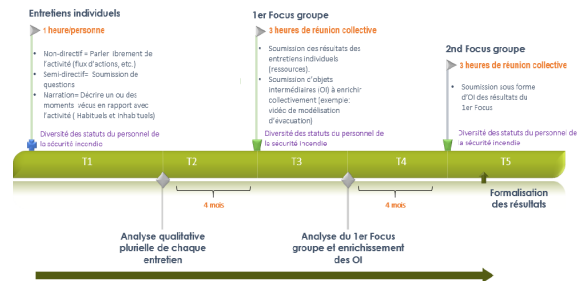 Entretiens individuels
1 heure/personne
• Non-directif = Parler librement de
l'activité (flux d'actions, etc.)
• Semi-directif= Soumission de
questions
• Narration= Décrire un ou des
moments vécus en rapport avec
l'activité ( Habituels et Inhabituels)
Diversité des statuts du personnel de
la sécurité incendie
1er Focus groupe
3 heures de réunion collective
• Soumission des résultats des
entretiens individuels
(ressources).
• Soumission d'objets
intermédiaires (OI) à enrichir
collectivement (exemple:
vidéo de modélisation
d'évacuation)
Diversité des statuts du personnel de
la sécurité incendie
2nd Focus groupe
3 heures de réunion collective
• Soumission sous forme
d'OI des résultats du
1er Focus
Diversité des statuts du personnel de
la sécurité incendie
T1
T2
T3
T4
T5
4 mois
4 mois
Formalisation
des résultats
Analyse qualitative
plurielle de chaque
entretien
Analyse du 1er Focus
groupe et enrichissement
des OI